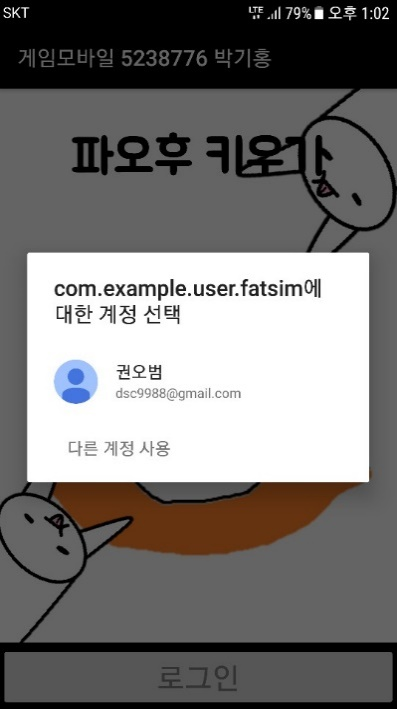 SKT LTE 79% 오후 1:02
게임모바일 5238776 박기홍
파오후 키우기
com.example.user.fatsim에
대한 계정 선택
권오범
dsc9988@gmail.com
다른 계정 사용
로그인